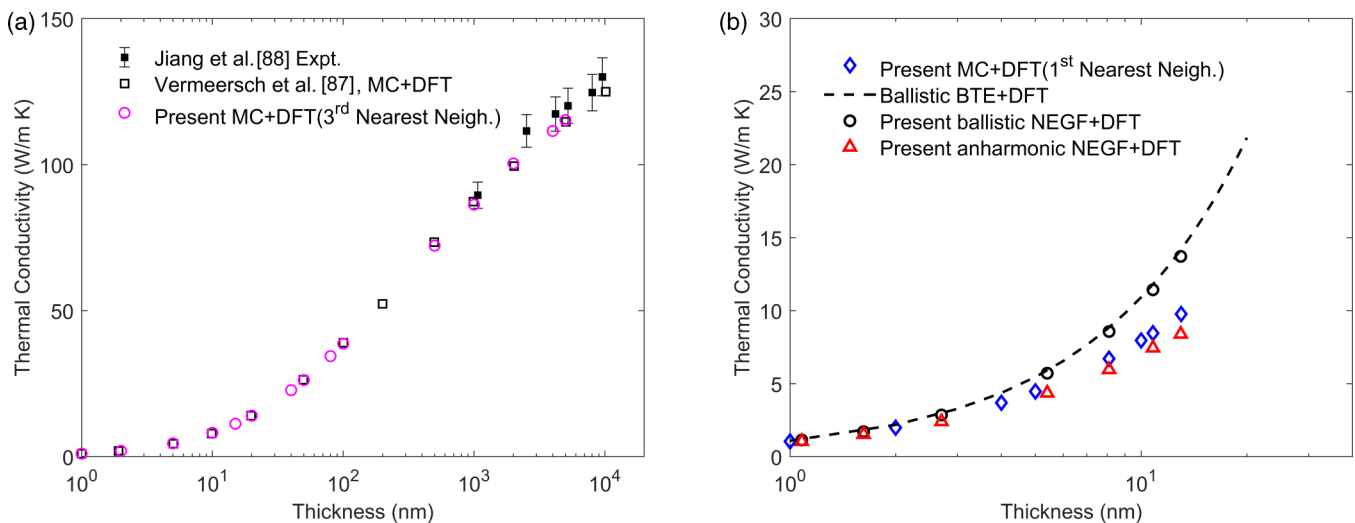 (a)
150
100
50
0
Thermal Conductivity (W/m K)
Jiang et al.[88] Expt.
Vermeersch et al. [87], MC+DFT
Present MC+DFT(3rd Nearest Neigh.)
10^0
10^1
10^2
10^3
10^4
Thickness (nm)
(b)
30
25
20
15
10
5
0
Thermal Conductivity (W/m K)
Present MC+DFT(1st Nearest Neigh.)
Ballistic BTE+DFT
Present ballistic NEGF+DFT
Present anharmonic NEGF+DFT
10^0
10^1
Thickness (nm)